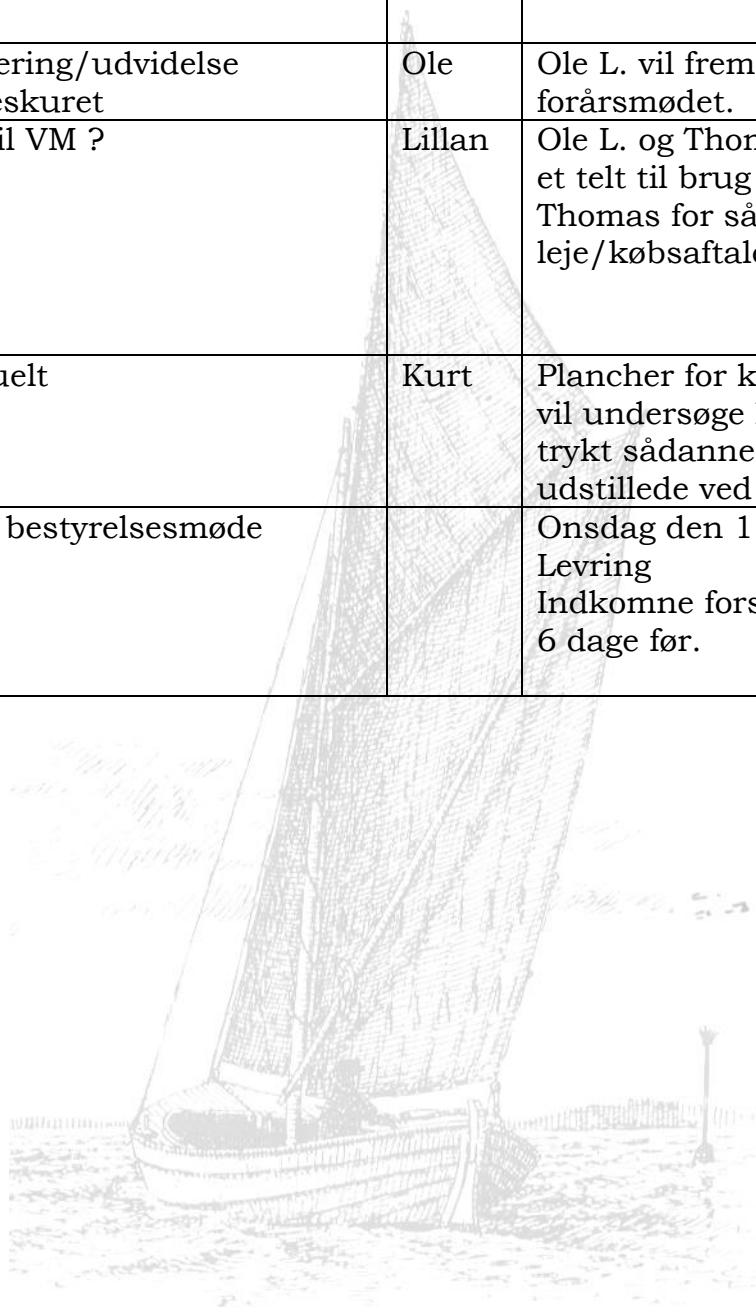 ering/udvidelse
eskuret
Ole
Ole L. vil frem
forårsmødet.
il VM ?
Lillan
Ole L. og Thom
et telt til brug
Thomas for så
leje/købsaftale
uelt
Kurt
Plancher for k
vil undersøge
trykt sådanne
udstillede ved
bestyrelsesmøde
Onsdag den 1
Levring
Indkomne fors
6 dage før.